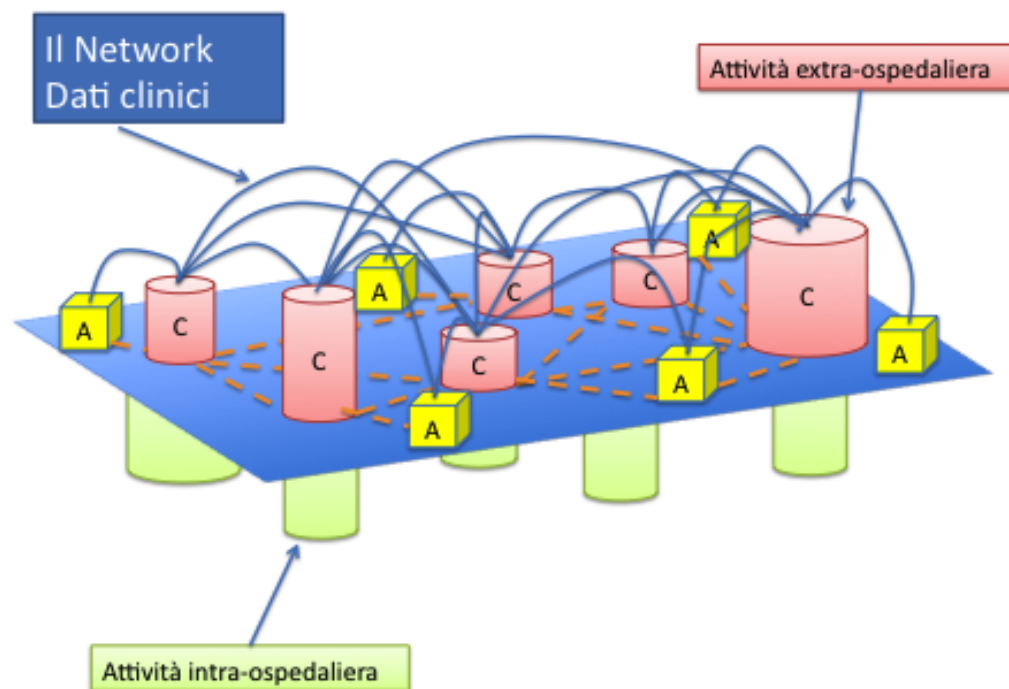 Il Network
Dati clinici
Attività extra-ospedaliera
A
A
A
C
C
C
C
C
C
A
A
A
Attività intra-ospedaliera